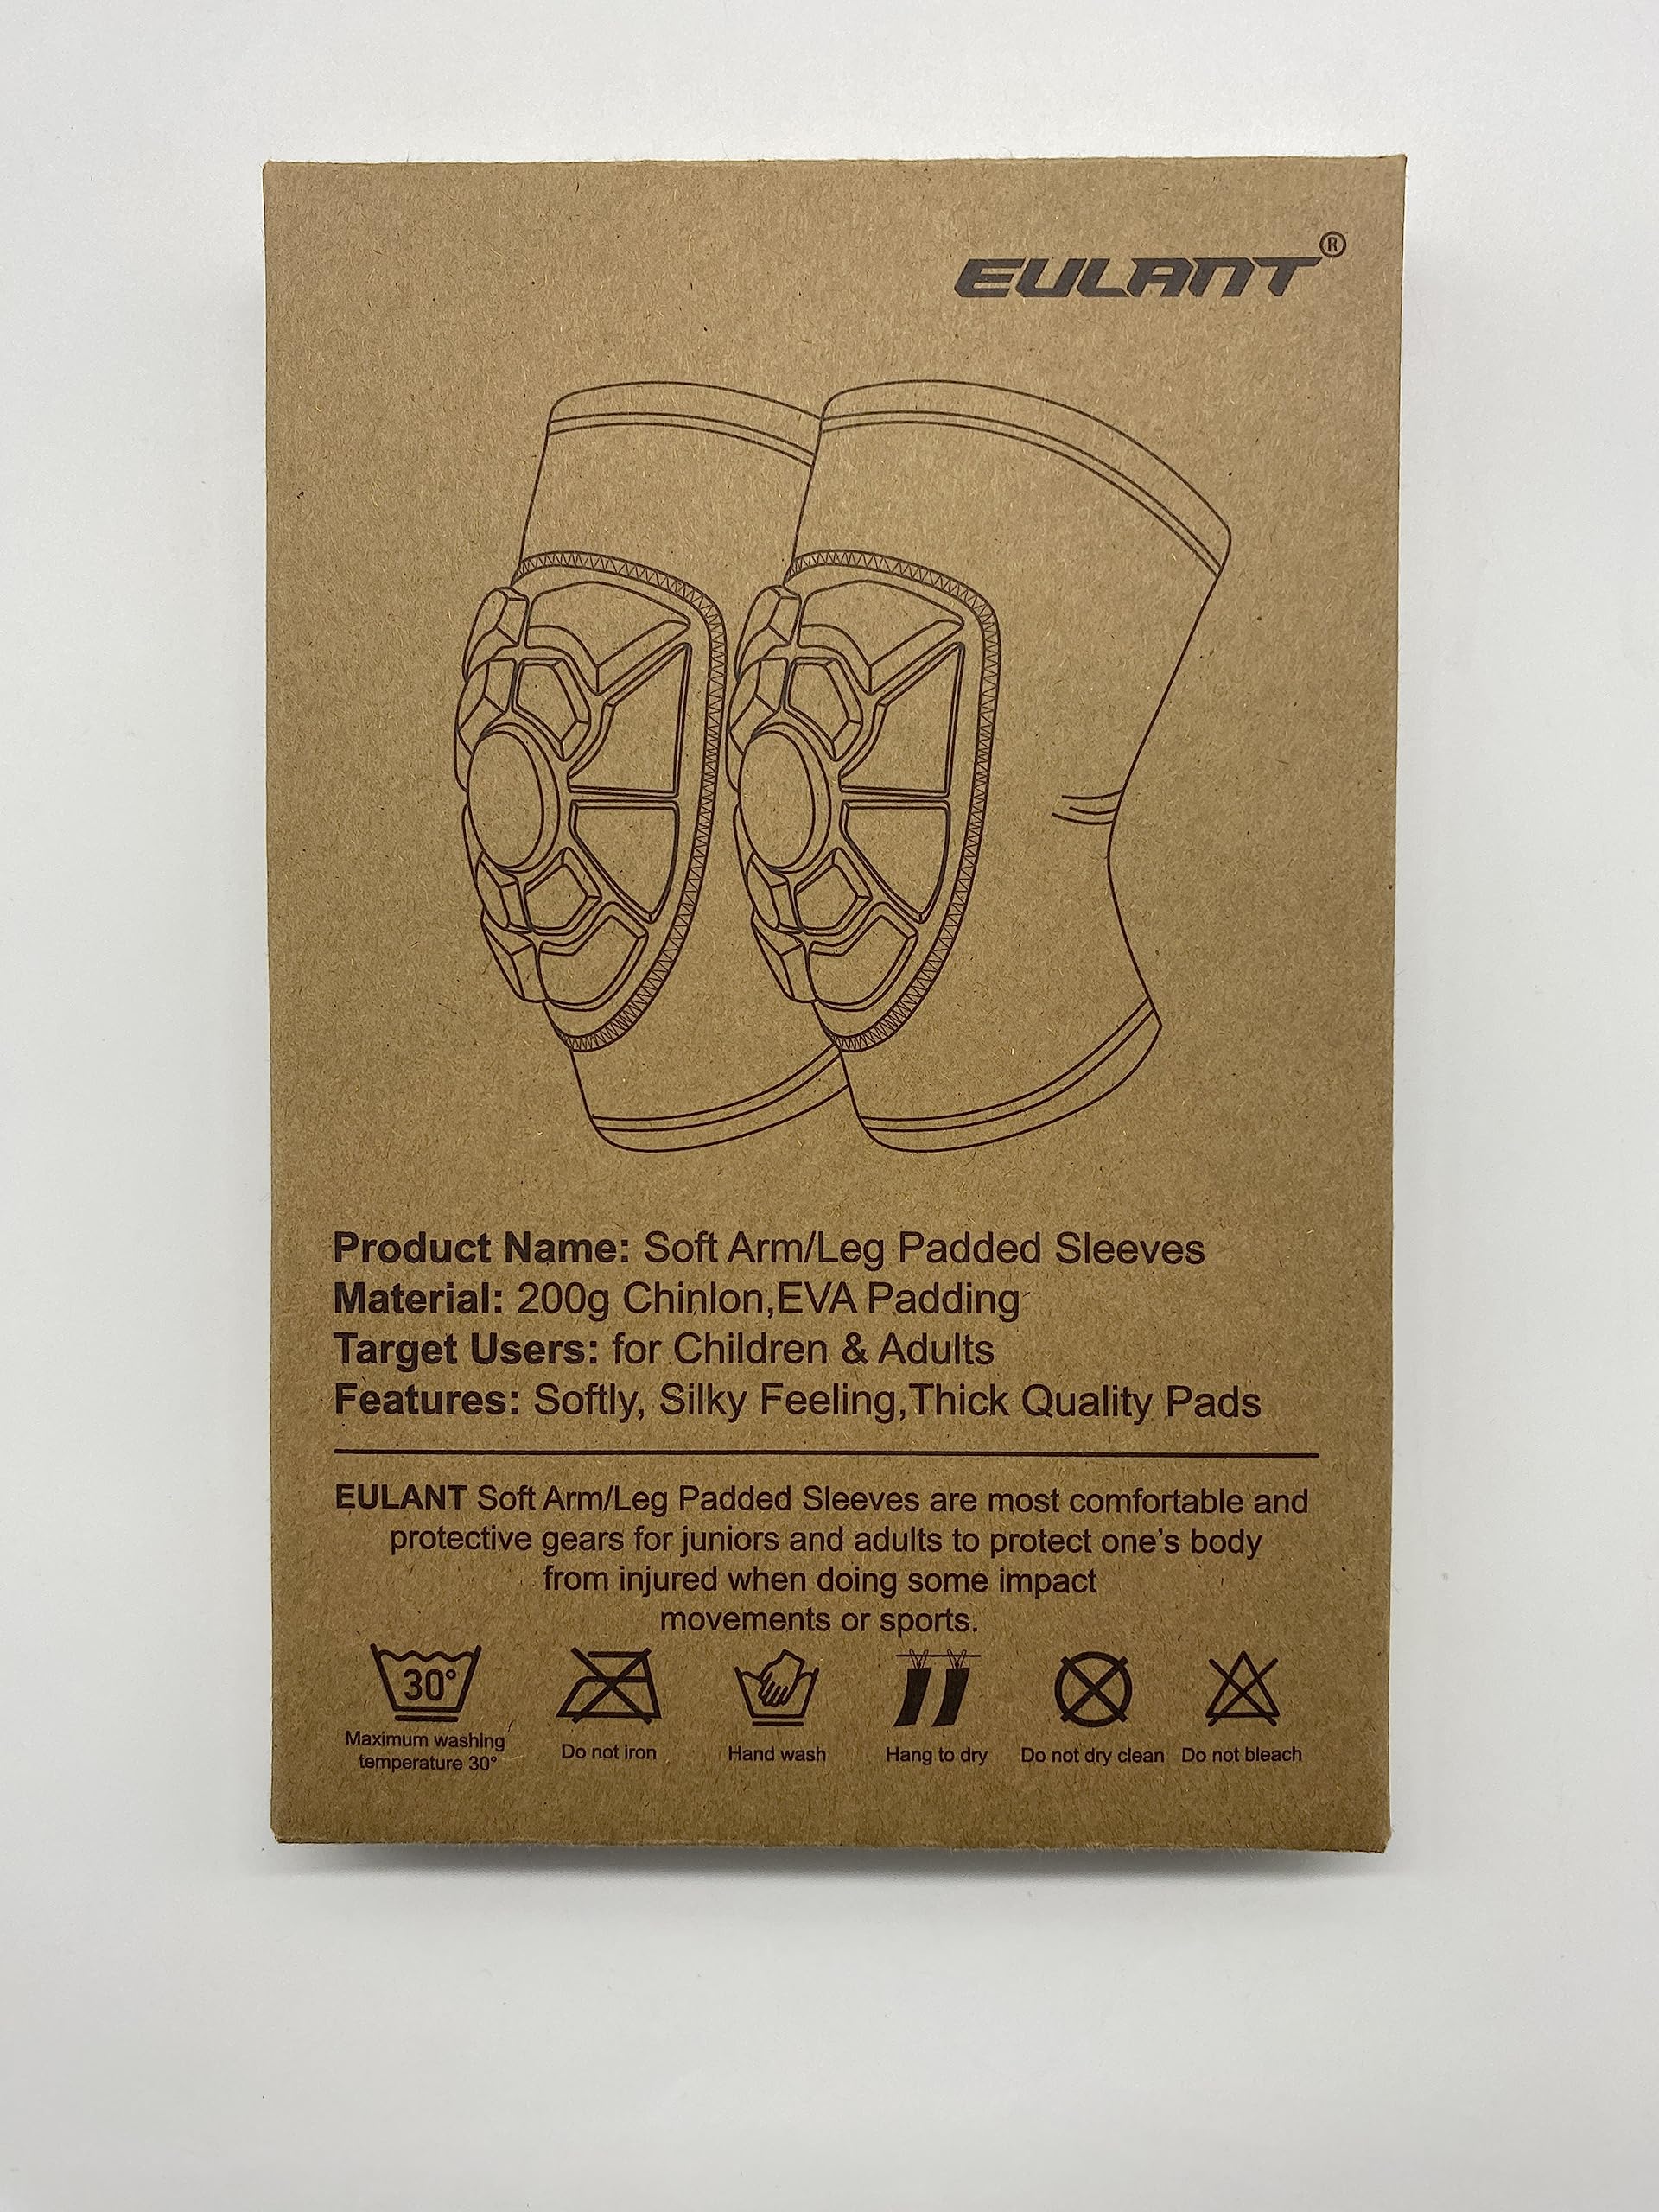 EULANT®
Product Name: Soft Arm/Leg Padded Sleeves
Material: 200g Chinlon,EVA Padding
Target Users: for Children & Adults
Features: Softly, Silky Feeling,Thick Quality Pads
EULANT Soft Arm/Leg Padded Sleeves are most comfortable and
protective gears for juniors and adults to protect one's body
from injured when doing some impact
movements or sports.
30°
Maximum washing
temperature 30°
Do not iron
Hand wash
Hang to dry
Do not dry clean
Do not bleach